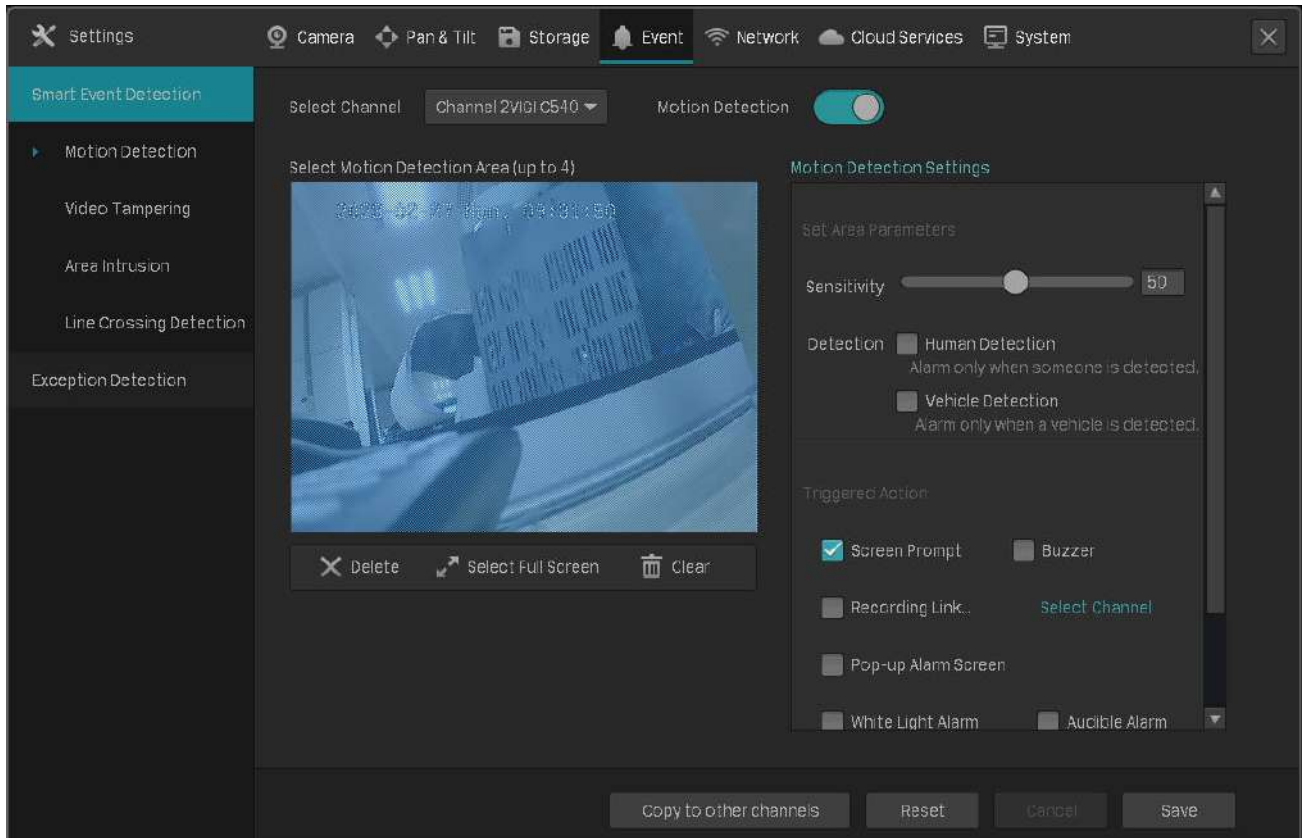 Settings
Camera
Pan & Tilt
Storage
Event
Network
Cloud Services
System
Smart Event Detection
Motion Detection
Video Tampering
Area Intrusion
Line Crossing Detection
Exception Detection
Select Channel
Channel 2VIGI C540
Motion Detection
Select Motion Detection Area (up to 4)
Motion Detection Settings
Set Area Parameters
Sensitivity
50
Detection
Human Detection
Alarm only when someone is detected.
Vehicle Detection
Alarm only when a vehicle is detected.
Triggered Action
Screen Prompt
Buzzer
Recording Link...
Select Channel
Pop-up Alarm Screen
White Light Alarm
Audible Alarm
Delete
Select Full Screen
Clear
Copy to other channels
Reset
Cancel
Save